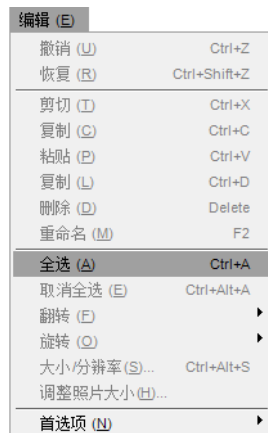 编辑 (E)
撤销 (U) Ctrl+Z
恢复 (R) Ctrl+Shift+Z
剪切 (T) Ctrl+X
复制 (C) Ctrl+C
粘贴 (P) Ctrl+V
复制 (L) Ctrl+D
删除 (D) Delete
重命名 (M) F2
全选 (A) Ctrl+A
取消全选 (E) Ctrl+Alt+A
翻转 (F)
旋转 (O)
大小/分辨率(S)... Ctrl+Alt+S
调整照片大小(H)...
首选项 (N)